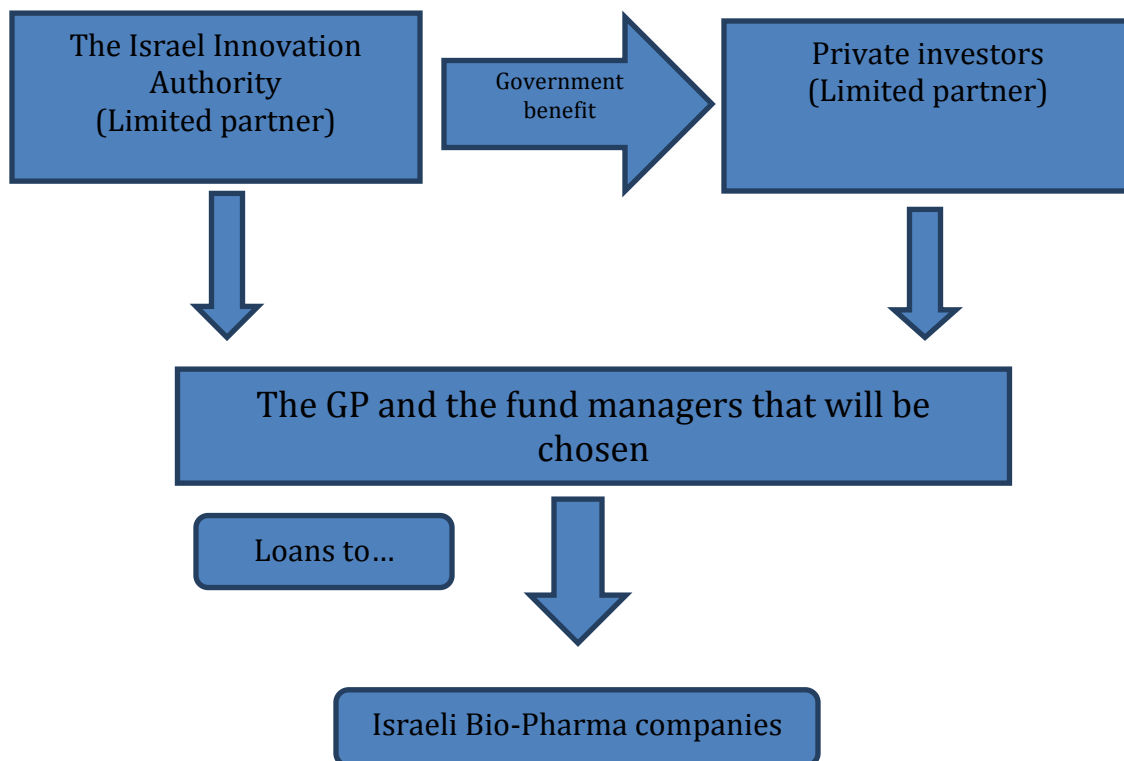 The Israel Innovation
Authority
(Limited partner)
Government
benefit
Private investors
(Limited partner)
The GP and the fund managers that will be
chosen
Loans to…
Israeli Bio-Pharma companies